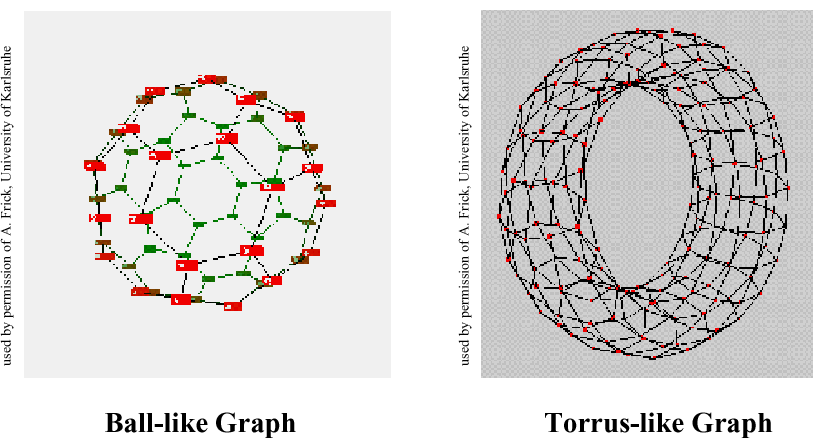 used by permission of A. Frick, University of Karlsruhe
used by permission of A. Frick, University of Karlsruhe
Ball-like Graph
Torrus-like Graph